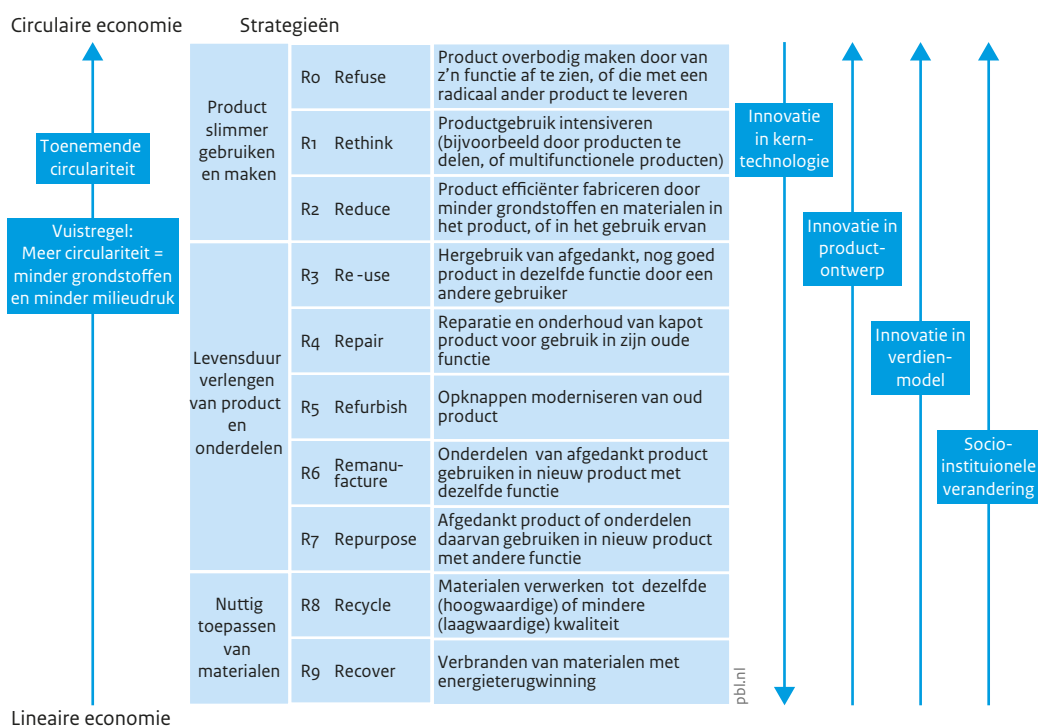 Circulaire economie
Strategieën
Toenemende
circulariteit
Vuistregel:
Meer circulariteit =
minder grondstoffen
en minder milieudruk
Lineaire economie
Product
slimmer
gebruiken
en maken
R0 Refuse
Product overbodig maken door van
z'n functie af te zien, of die met een
radicaal ander product te leveren
R1 Rethink
Productgebruik intensiveren
(bijvoorbeeld door producten te
delen, of multifunctionele producten)
R2 Reduce
Product efficiënter fabriceren door
minder grondstoffen en materialen in
het product, of in het gebruik ervan
Levensduur
verlengen
van product
en
onderdelen
R3 Re-use
Hergebruik van afgedankt, nog goed
product in dezelfde functie door een
andere gebruiker
R4 Repair
Reparatie en onderhoud van kapot
product voor gebruik in zijn oude
functie
R5 Refurbish
Opknappen moderniseren van oud
product
R6 Remanu-
facture
Onderdelen van afgedankt product
gebruiken in nieuw product met
dezelfde functie
R7 Repurpose
Afgedankt product of onderdelen
daarvan gebruiken in nieuw product
met andere functie
Nuttig
toepassen
van
materialen
R8 Recycle
Materialen verwerken tot dezelfde
(hoogwaardige) of mindere
(laagwaardige) kwaliteit
R9 Recover
Verbranden van materialen met
energieterugwinning
pbl.nl
Innovatie
in kern-
technologie
Innovatie in
product-
ontwerp
Innovatie in
verdien-
model
Socio-
instituionele
verandering